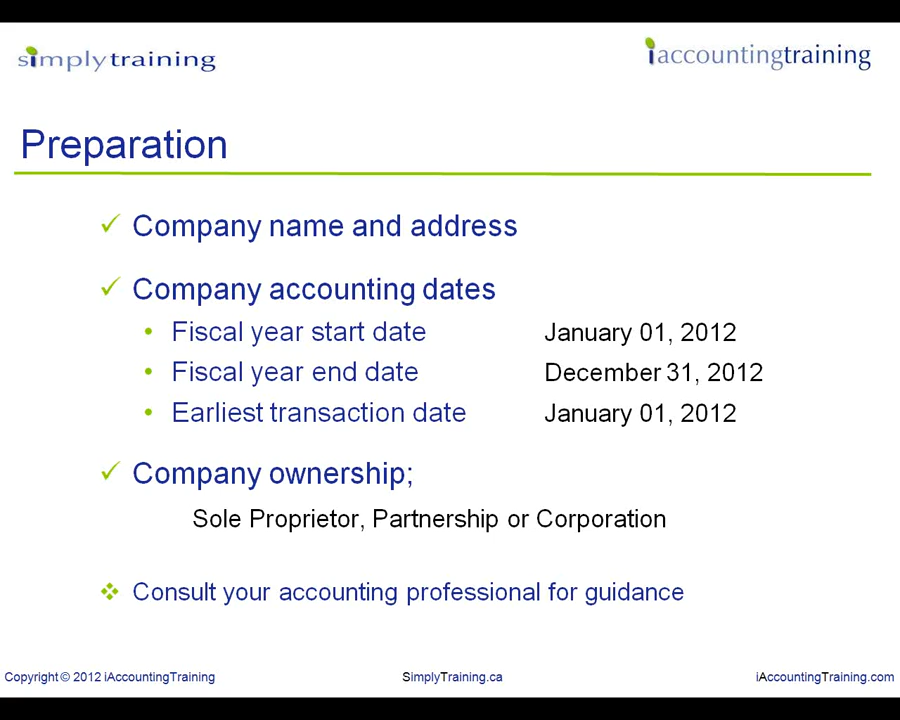 simply training
iaccountingtraining
Preparation
Company name and address
Company accounting dates
Fiscal year start date January 01, 2012
Fiscal year end date December 31, 2012
Earliest transaction date January 01, 2012
Company ownership;
Sole Proprietor, Partnership or Corporation
Consult your accounting professional for guidance
Copyright © 2012 iAccountingTraining SimplyTraining.ca iAccountingTraining.com